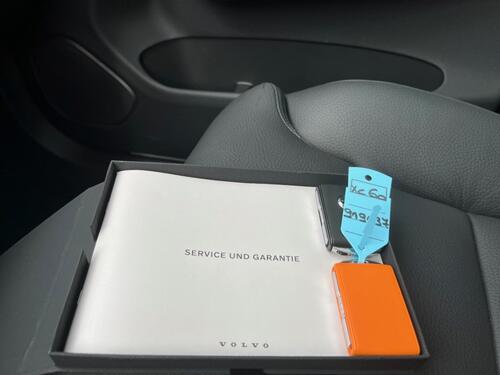 SERVICE UND GARANTIE
VOLVO
XC 60